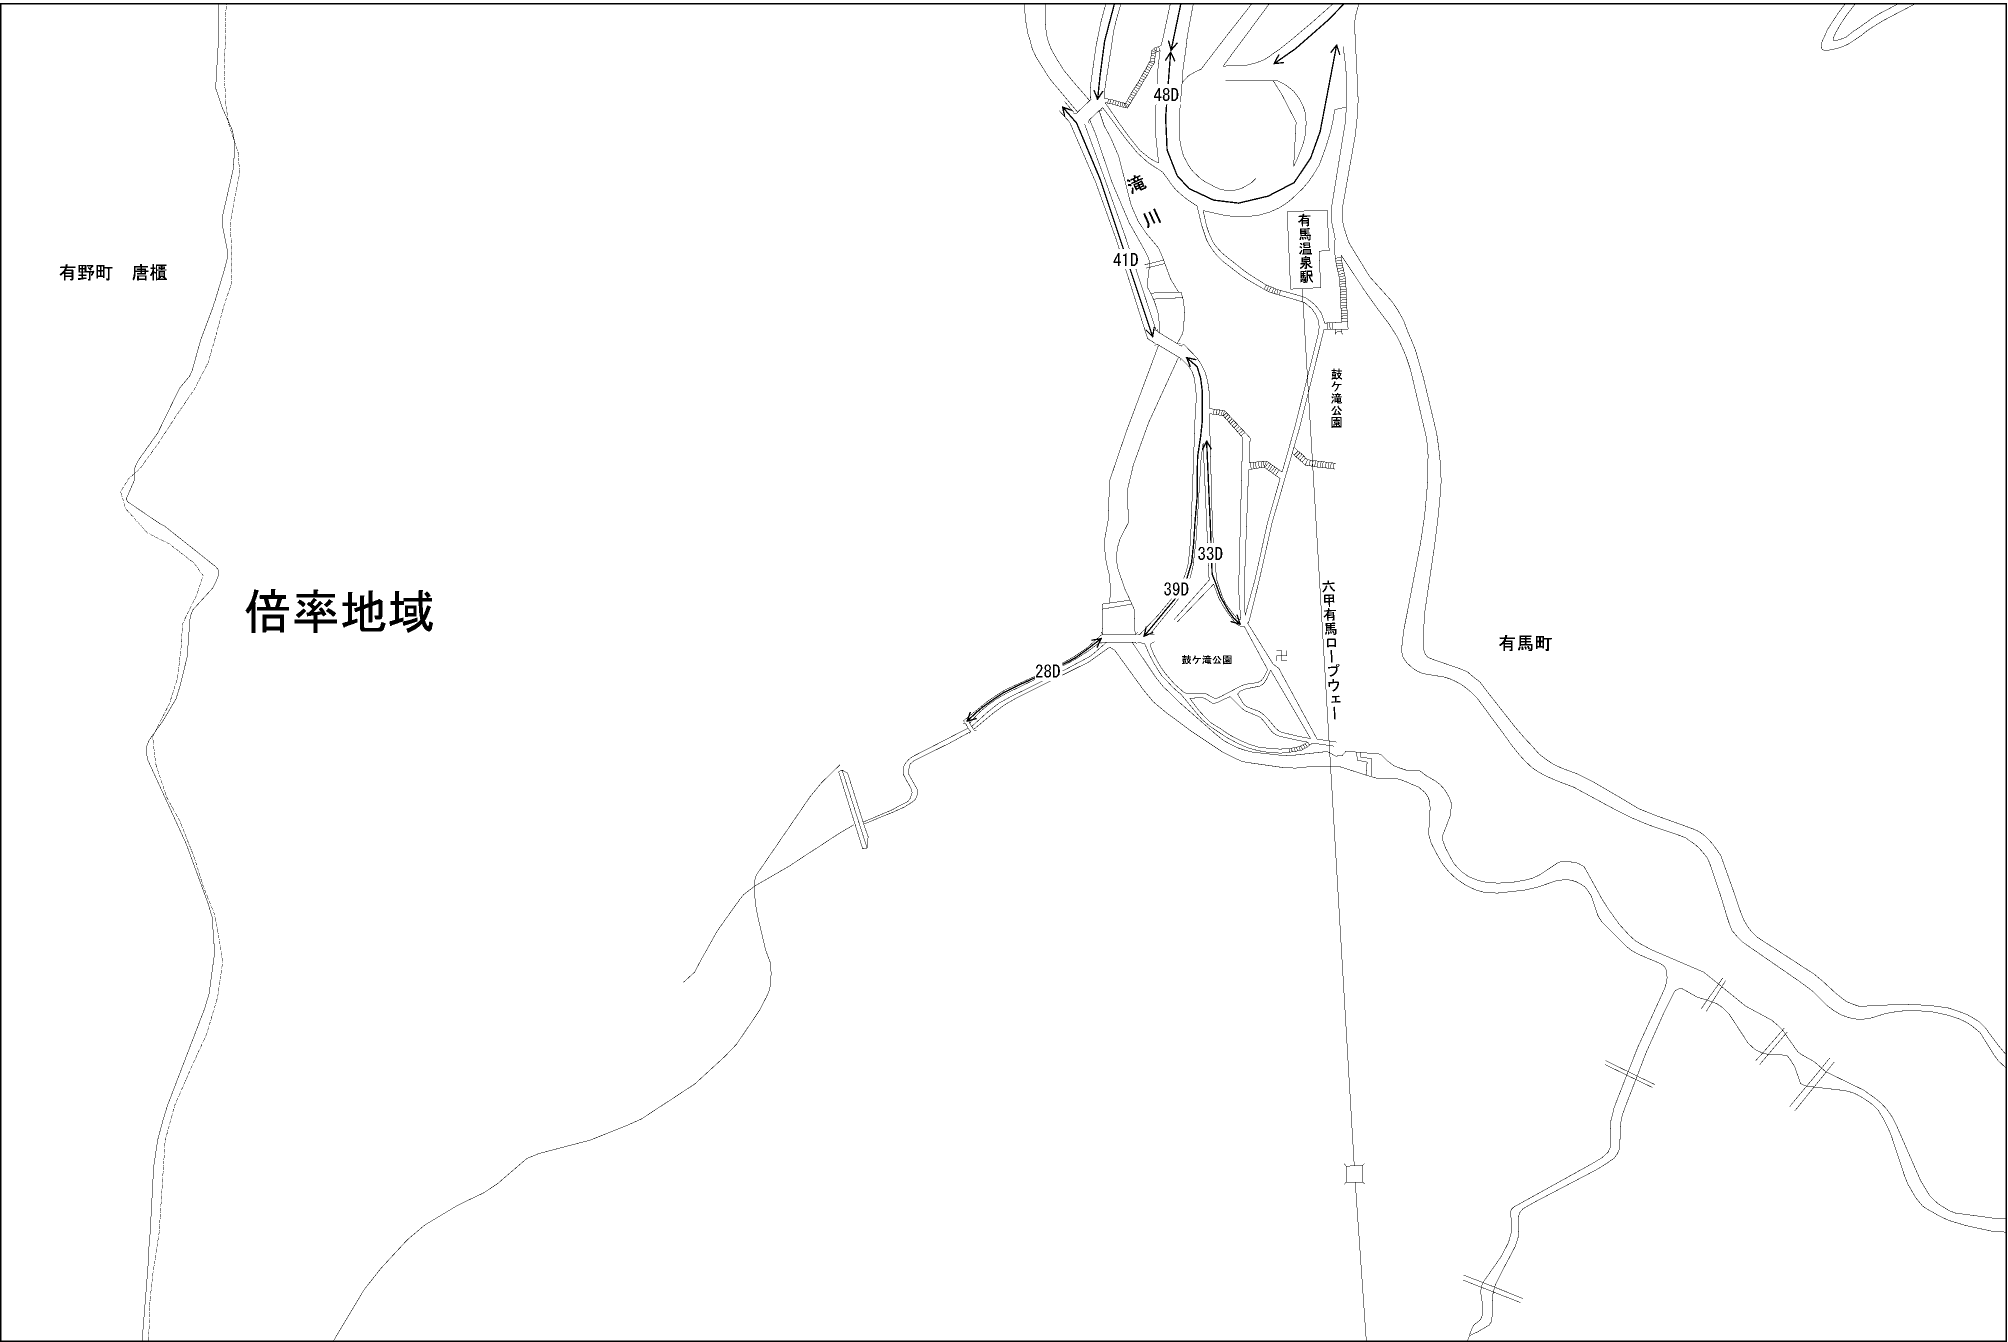 48D
滝川
有馬温泉駅
41D
有野町　唐櫃
鼓ケ滝公園
33D
39D
六甲有馬ロープウェー
倍率地域
有馬町
鼓ケ滝公園
28D